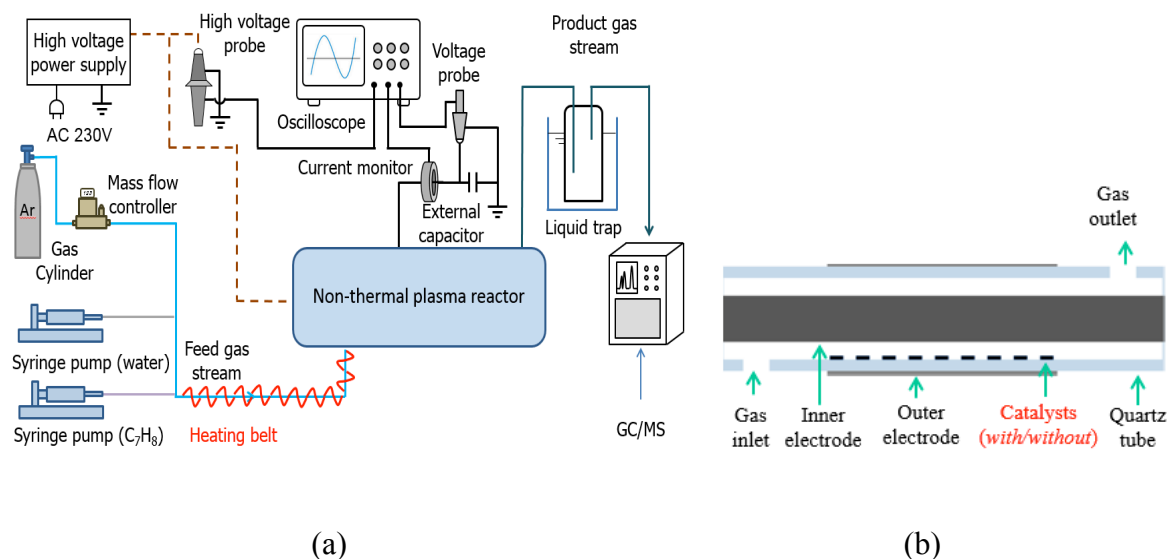 High voltage
power supply
AC 230V
High voltage
probe
Oscilloscope
Voltage
probe
Product gas
stream
Current monitor
External
capacitor
Liquid trap
Ar
Mass flow
controller
Gas
Cylinder
Non-thermal plasma reactor
Syringe pump (water)
Feed gas
stream
Syringe pump (C₇H₈)
Heating belt
GC/MS
(a)
Gas
outlet
Gas
inlet
Inner
electrode
Outer
electrode
Catalysts
(with/without)
Quartz
tube
(b)